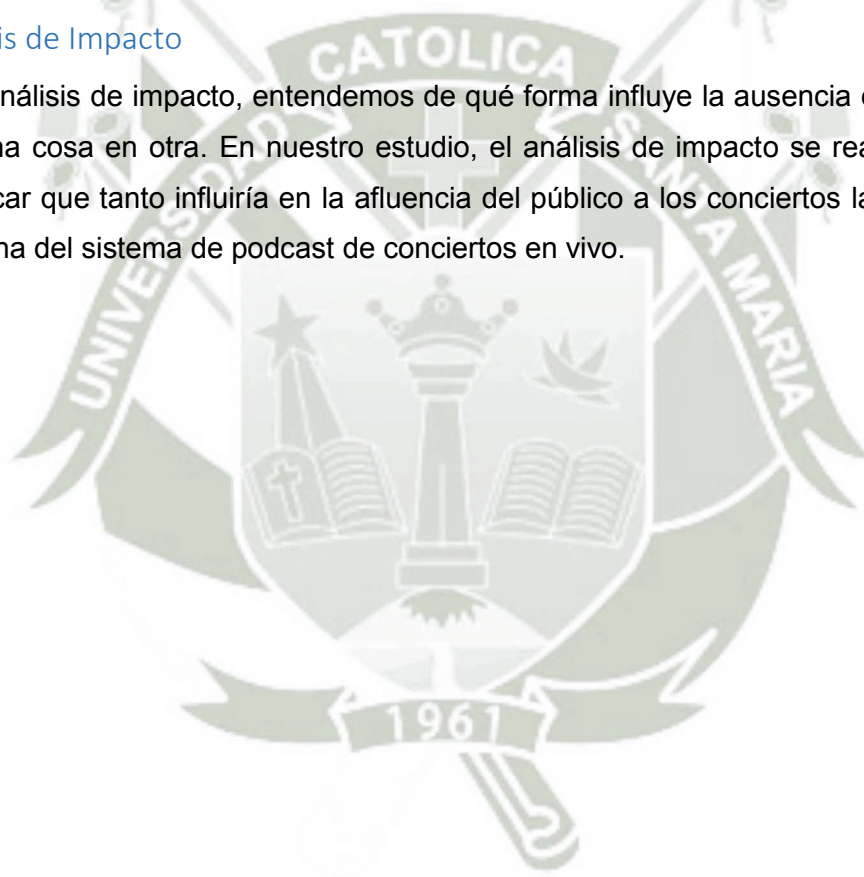 is de Impacto
nálisis de impacto, entendemos de qué forma influye la ausencia
na cosa en otra. En nuestro estudio, el análisis de impacto se rea
car que tanto influiría en la afluencia del público a los conciertos la
na del sistema de podcast de conciertos en vivo.
UNIVERSIDAD CATOLICA SANTA MARIA
1961